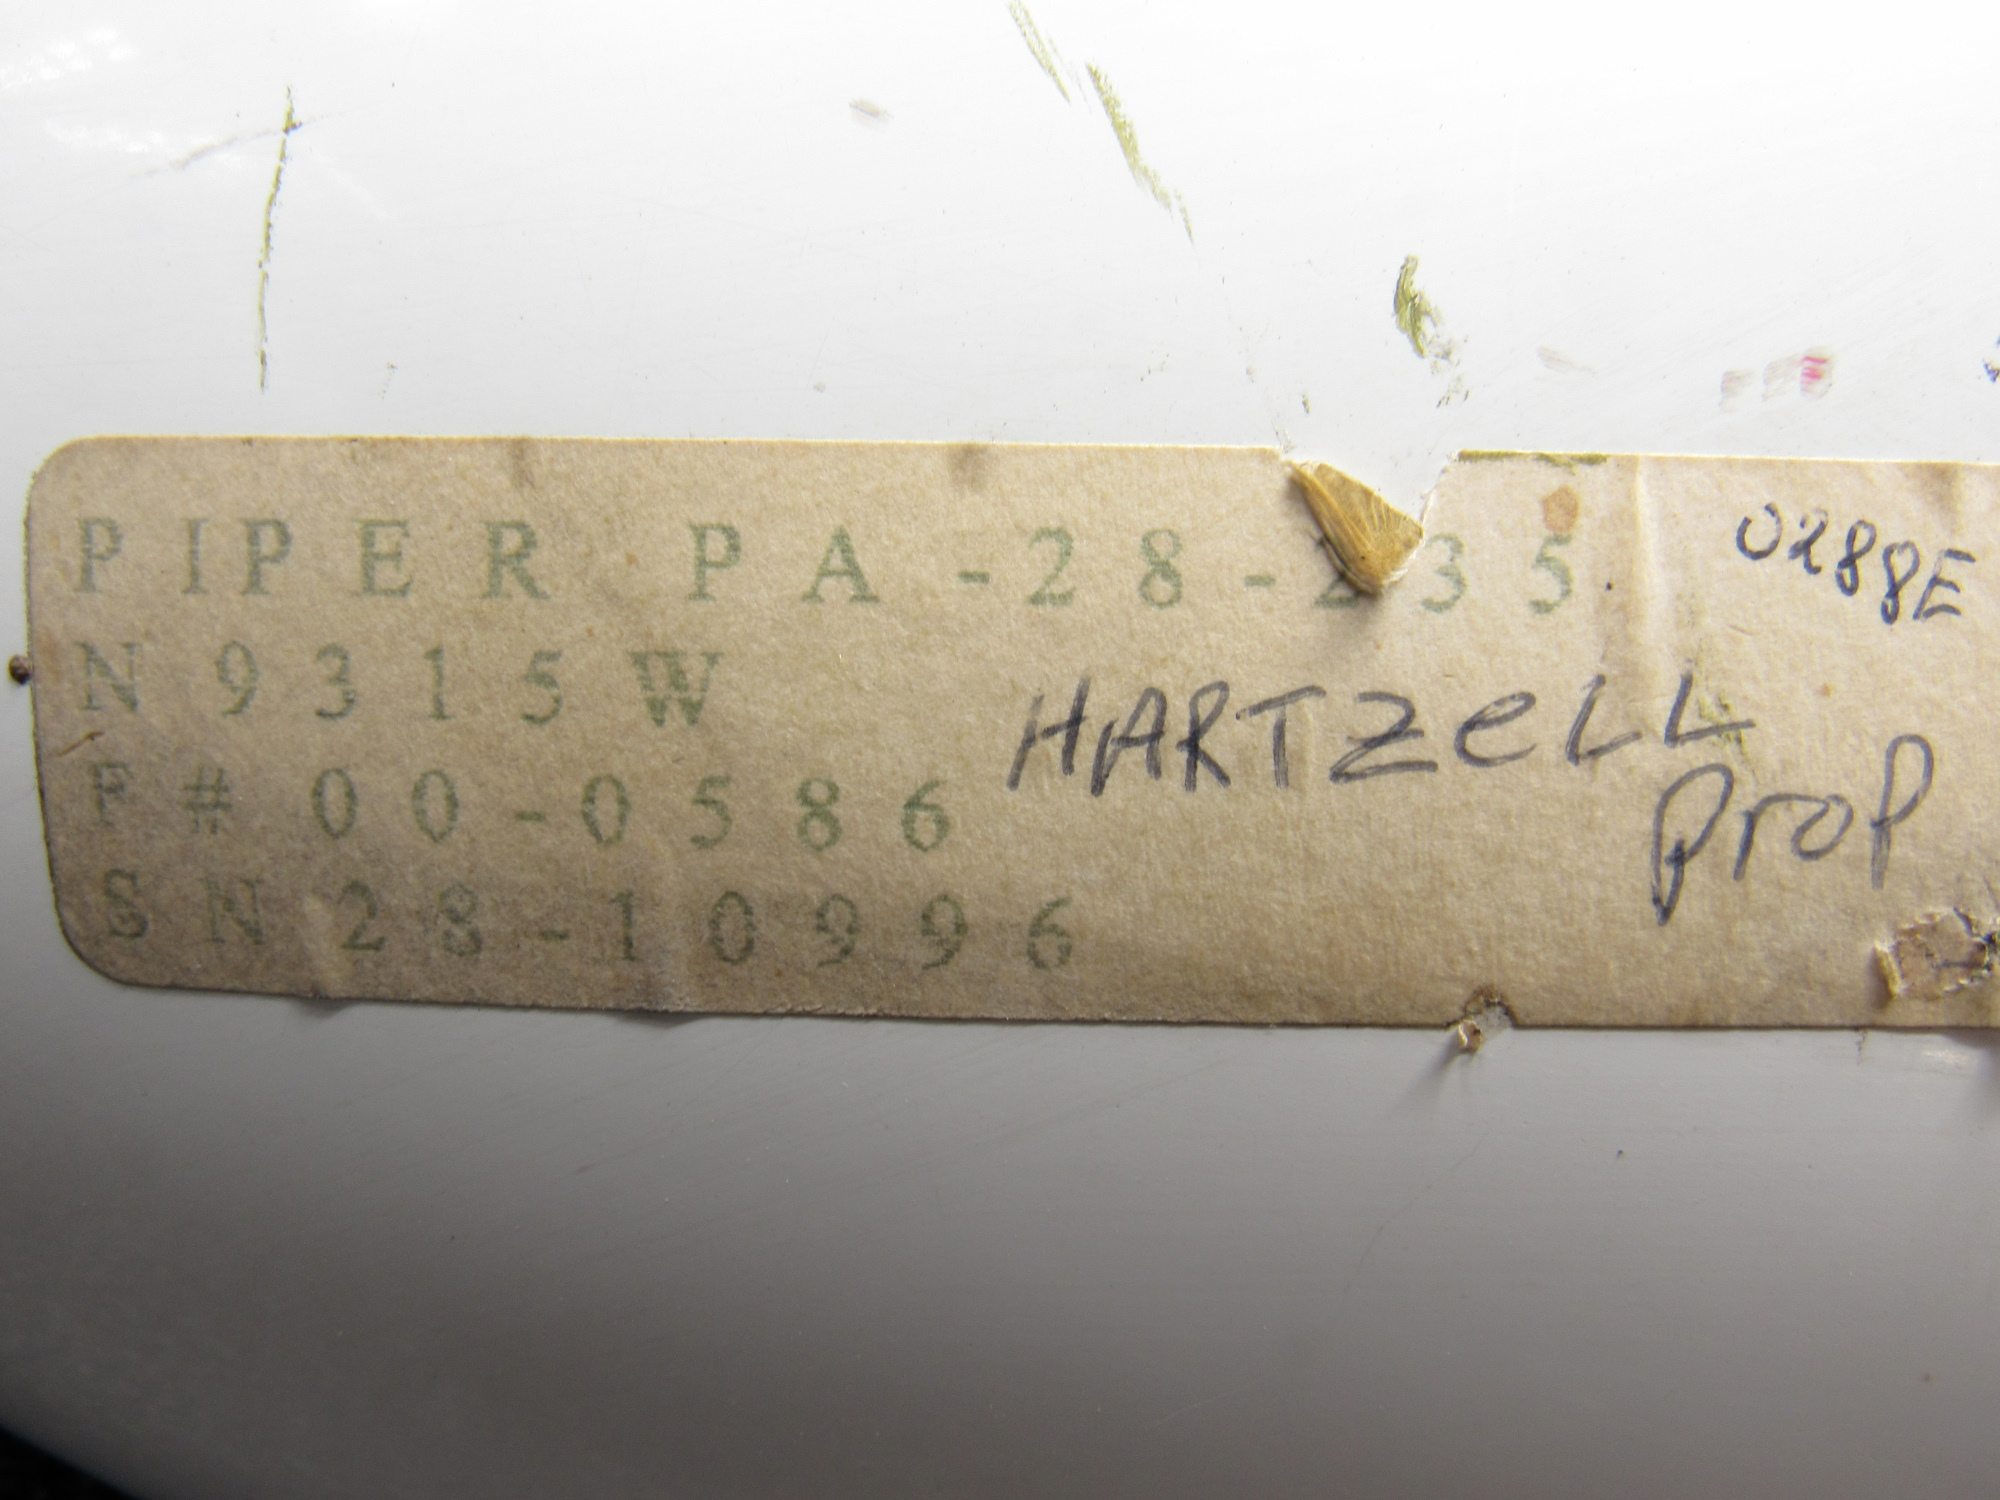 PIPER PA-28-235
0288E
N9315W
HARTZeLL
Prop
F# 00-0586
SN 28-10996